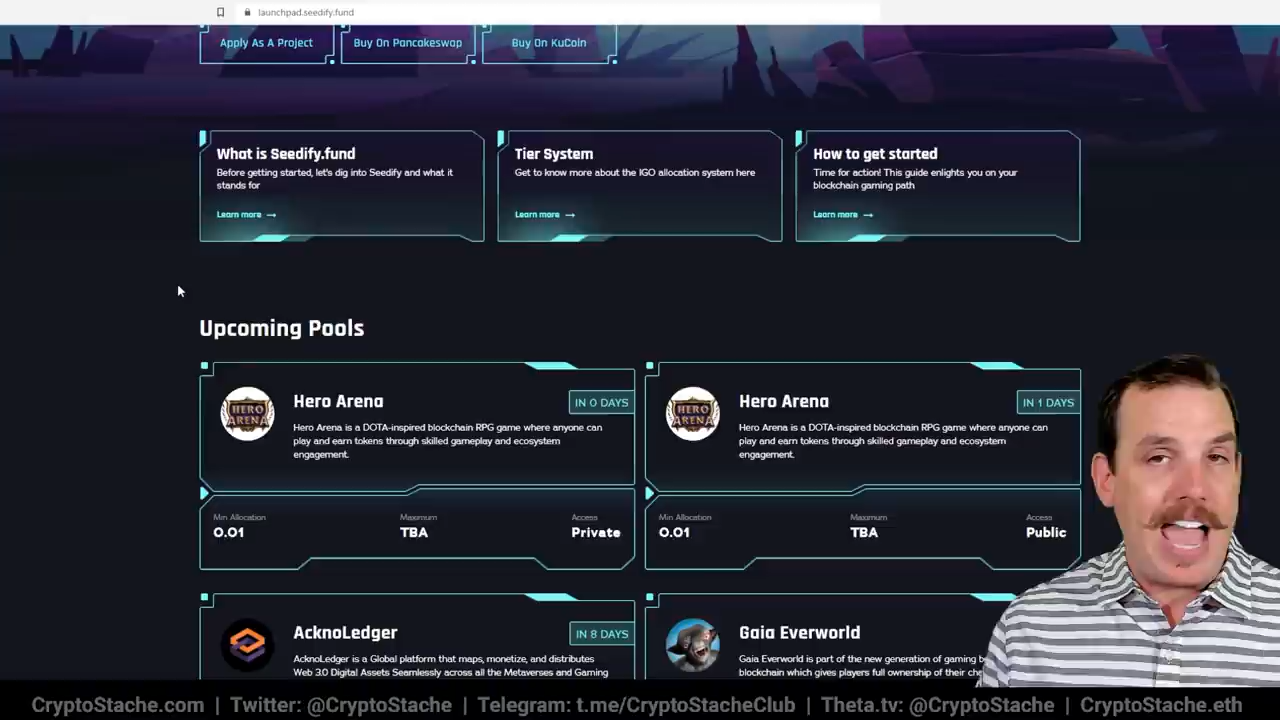 launchpad.seedify.fund
Apply As A Project
Buy On Pancakeswap
Buy On KuCoin
What is Seedify.fund
Before getting started, let's dig into Seedify and what it
stands for
Learn more →
Tier System
Get to know more about the IGO allocation system here
Learn more →
How to get started
Time for action! This guide enlights you on your
blockchain gaming path
Learn more →
Upcoming Pools
HERO
ARENA
Hero Arena
IN 0 DAYS
Hero Arena is a DOTA-inspired blockchain RPG game where anyone can
play and earn tokens through skilled gameplay and ecosystem
engagement.
Min Allocation
0.01
Maximum
TBA
Access
Private
HERO
ARENA
Hero Arena
IN 1 DAYS
Hero Arena is a DOTA-inspired blockchain RPG game where anyone can
play and earn tokens through skilled gameplay and ecosystem
engagement.
Min Allocation
0.01
Maximum
TBA
Access
Public
AcknoLedger
IN 8 DAYS
AcknoLedger is a Global platform that maps, monetize, and distributes
Web 3.0 Digital Assets Seamlessly across all the Metaverses and Gaming
Gaia Everworld
Gaia Everworld is part of the new generation of gaming
blockchain which gives players full ownership of their
CryptoStache.com | Twitter: @CryptoStache | Telegram: t.me/CryptoStacheClub | Theta.tv: @CryptoStache | CryptoStache.eth